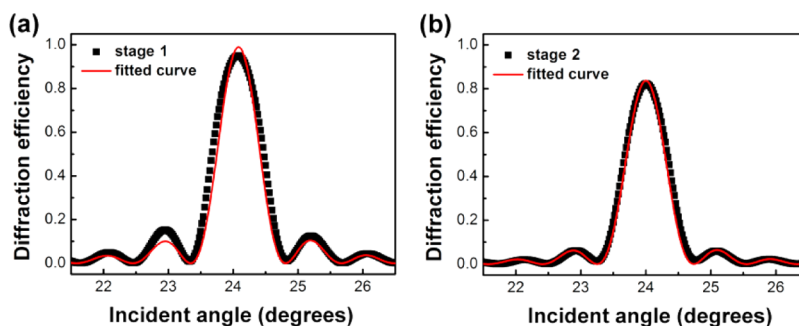 (a)
1.0
0.8
0.6
0.4
0.2
0.0
Diffraction efficiency
stage 1
fitted curve
22 23 24 25 26
Incident angle (degrees)
(b)
1.0
0.8
0.6
0.4
0.2
0.0
Diffraction efficiency
stage 2
fitted curve
22 23 24 25 26
Incident angle (degrees)